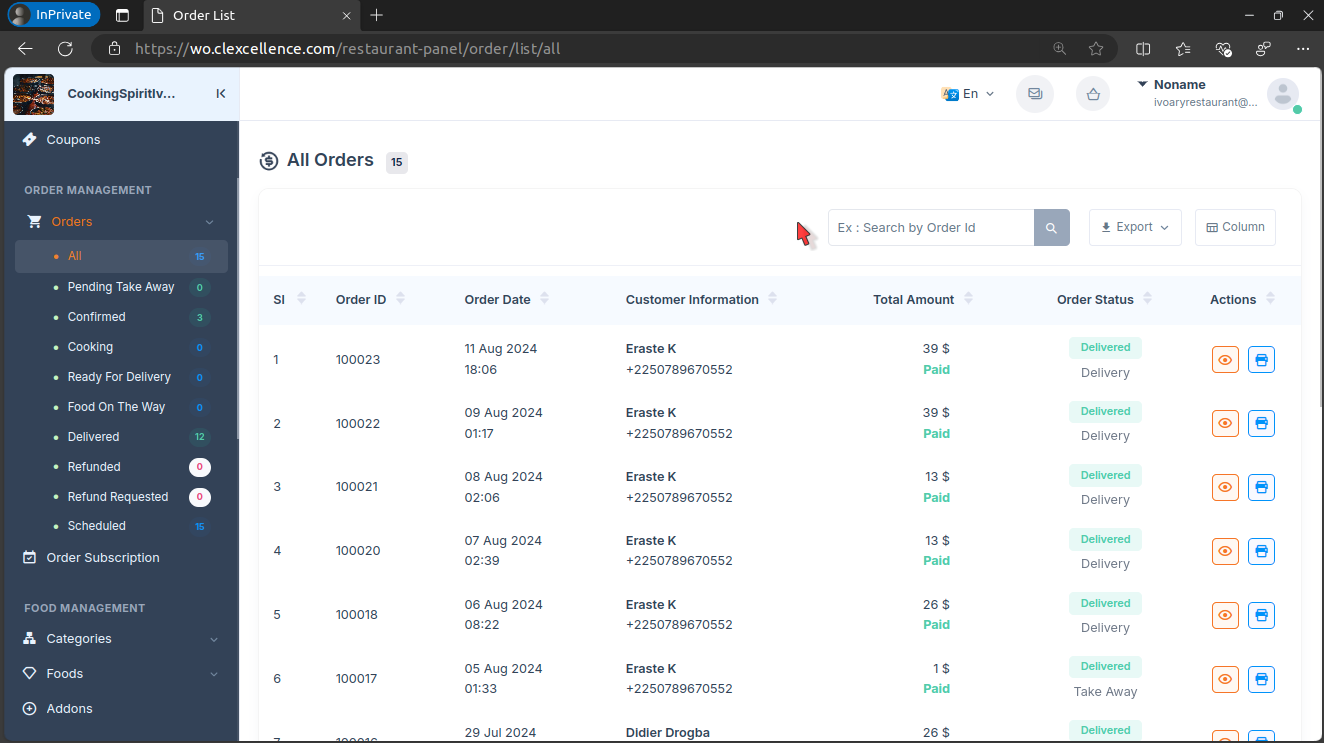 InPrivate
Order List
https://wo.clexcellence.com/restaurant-panel/order/list/all
CookingSpiritIv...
En
Noname
ivoaryrestaurant@...
Coupons
ORDER MANAGEMENT
Orders
All 15
Pending Take Away 0
Confirmed 3
Cooking 0
Ready For Delivery 0
Food On The Way 0
Delivered 12
Refunded 0
Refund Requested 0
Scheduled 15
Order Subscription
FOOD MANAGEMENT
Categories
Foods
Addons
All Orders 15
Ex : Search by Order Id
Export
Column
Sl Order ID Order Date Customer Information Total Amount Order Status Actions
1 100023 11 Aug 2024 18:06 Eraste K +2250789670552 39 $ Paid Delivered Delivery
2 100022 09 Aug 2024 01:17 Eraste K +2250789670552 39 $ Paid Delivered Delivery
3 100021 08 Aug 2024 02:06 Eraste K +2250789670552 13 $ Paid Delivered Delivery
4 100020 07 Aug 2024 02:39 Eraste K +2250789670552 13 $ Paid Delivered Delivery
5 100018 06 Aug 2024 08:22 Eraste K +2250789670552 26 $ Paid Delivered Delivery
6 100017 05 Aug 2024 01:33 Eraste K +2250789670552 1 $ Paid Delivered Take Away
29 Jul 2024 Didier Drogba 26 $ Delivered